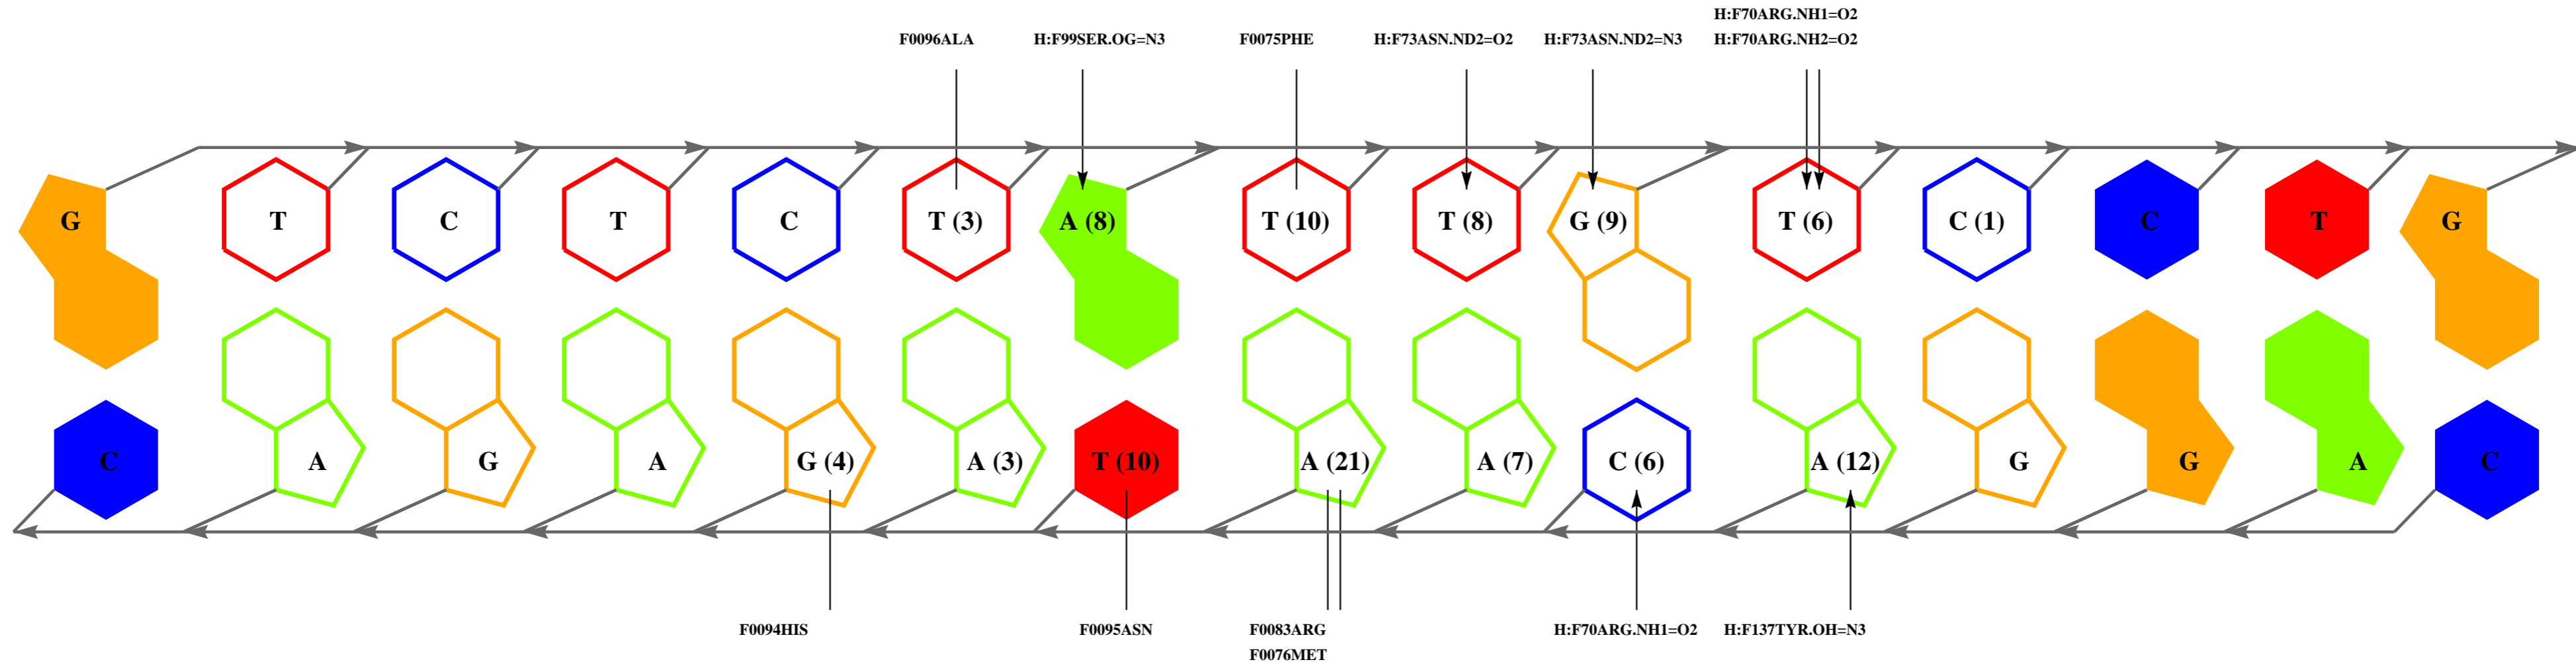 H:F70ARG.NH1=O2
F0096ALA H:F99SER.OG=N3 F0075PHE H:F73ASN.ND2=O2 H:F73ASN.ND2=N3 H:F70ARG.NH2=O2
G T C T C T (3) A (8) T (10) T (8) G (9) T (6) C (1) C T G
C A G A G (4) A (3) T (10) A (21) A (7) C (6) A (12) G G A C
F0094HIS F0095ASN F0083ARG H:F70ARG.NH1=O2 H:F137TYR.OH=N3
F0076MET